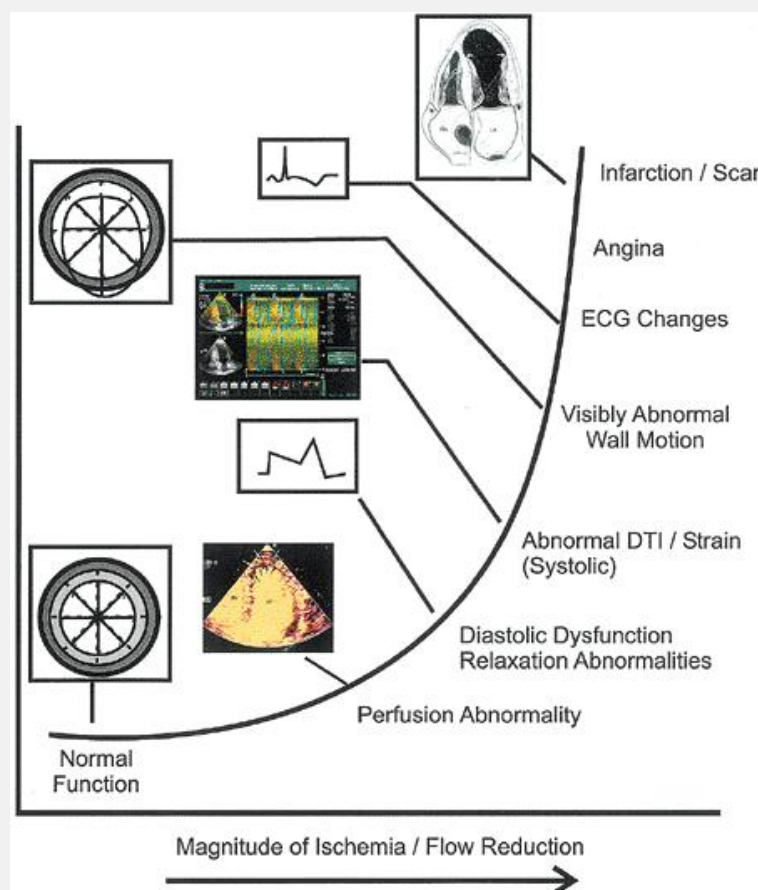 Infarction / Scar
Angina
ECG Changes
Visibly Abnormal
Wall Motion
Abnormal DTI / Strain
(Systolic)
Diastolic Dysfunction
Relaxation Abnormalities
Perfusion Abnormality
Normal
Function
Magnitude of Ischemia / Flow Reduction